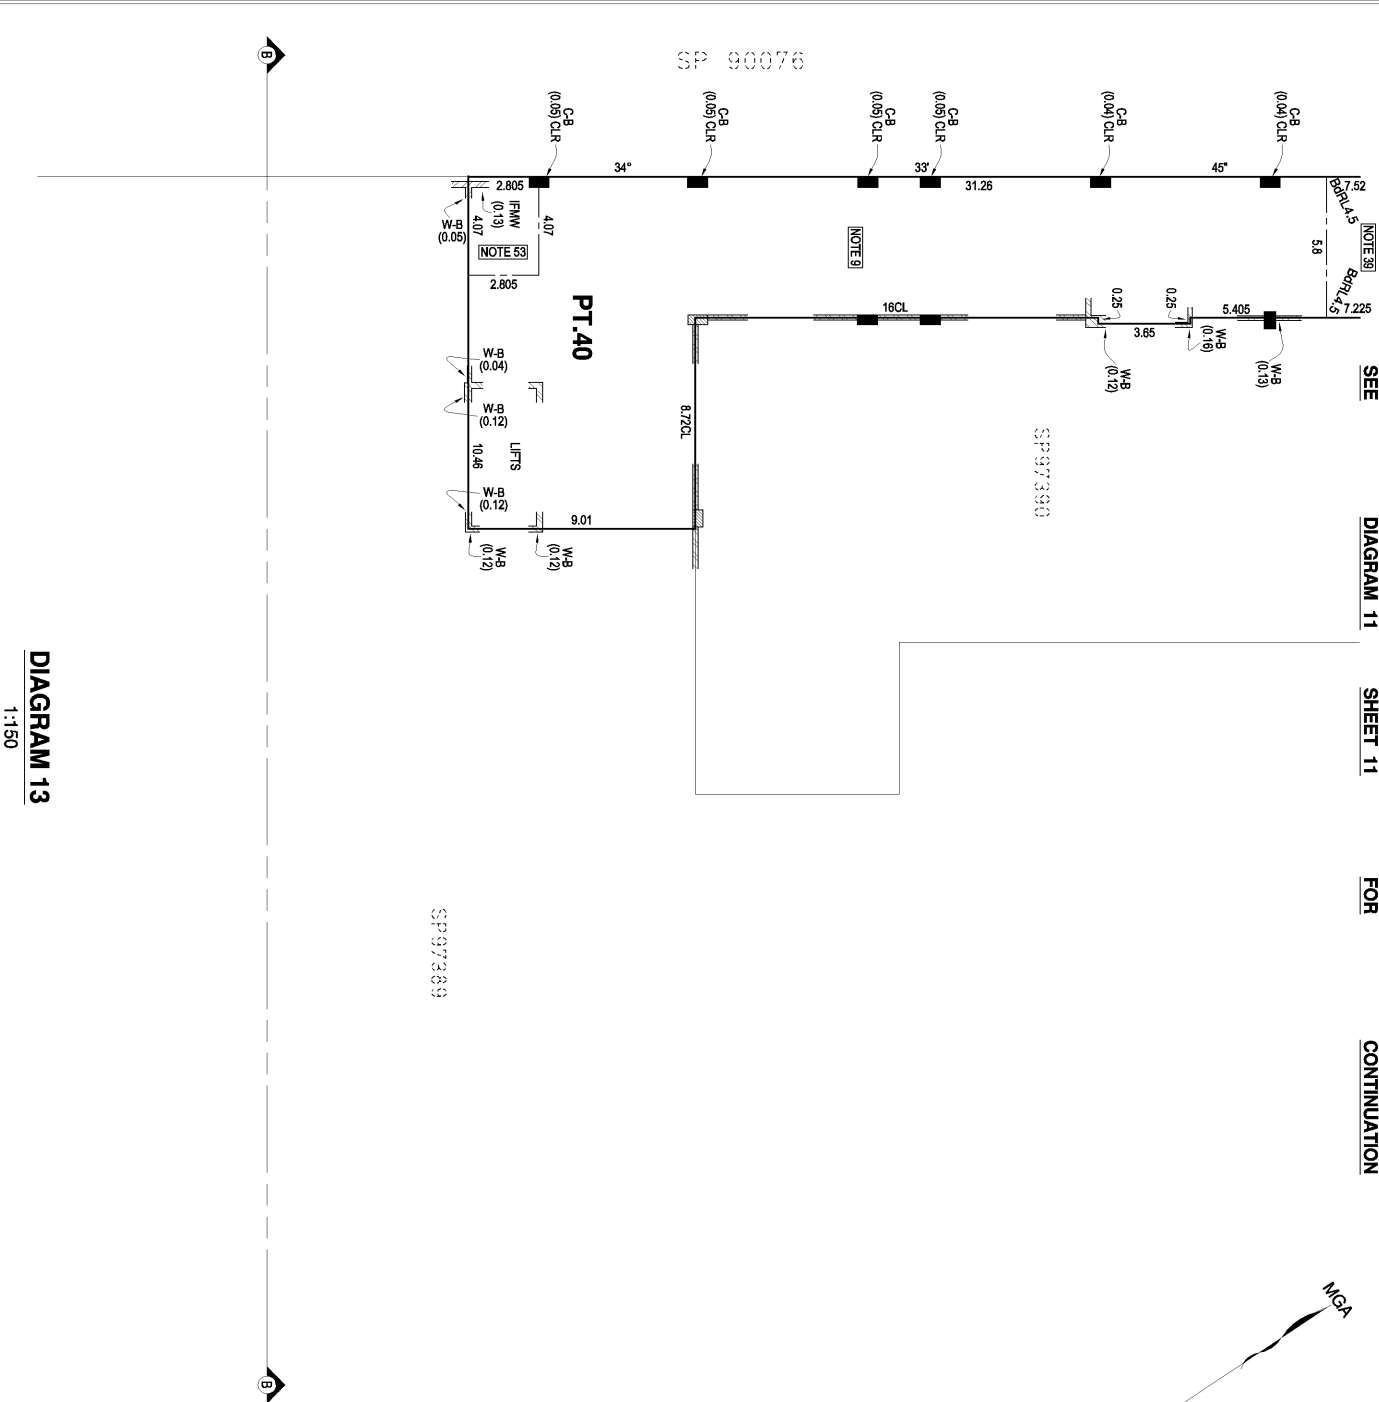 SP 90076
B
C-B
(0.05) CLR
C-B
(0.05) CLR
C-B
(0.05) CLR
C-B
(0.05) CLR
C-B
(0.04) CLR
C-B
(0.04) CLR
34°
33'
45"
2.805
31.26
7.52
BdRL4.5
NOTE 39
5.8
BdRL4.5
7.225
IFMW
(0.13)
4.07
4.07
W-B
(0.05)
NOTE 53
2.805
NOTE 9
PT.40
16CL
0.25
0.25
3.65
5.405
W-B
(0.16)
W-B
(0.12)
W-B
(0.13)
W-B
(0.04)
W-B
(0.12)
8.72CL
LIFTS
10.46
W-B
(0.12)
9.01
W-B
(0.12)
W-B
(0.12)
SP97390
SEE DIAGRAM 11 SHEET 11 FOR CONTINUATION
DIAGRAM 13
1:150
SP97389
MGA
B